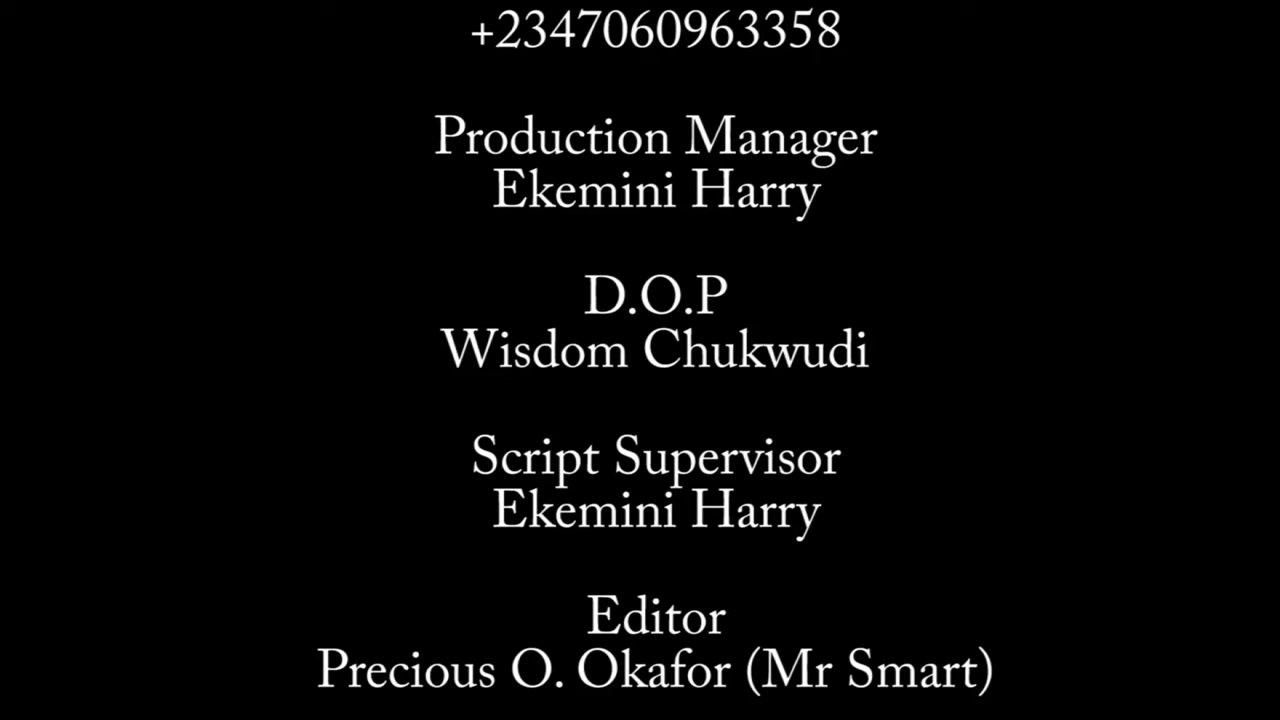 +2347060963358
Production Manager
Ekemini Harry
D.O.P
Wisdom Chukwudi
Script Supervisor
Ekemini Harry
Editor
Precious O. Okafor (Mr Smart)